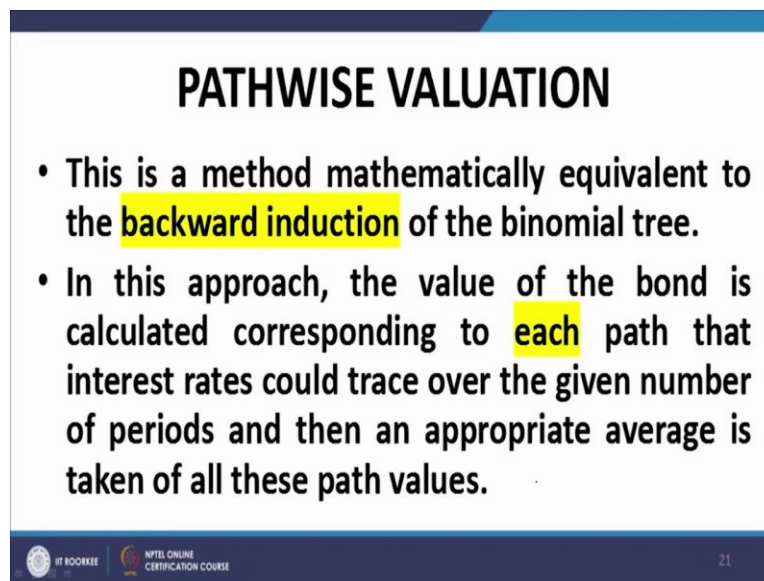 PATHWISE VALUATION
• This is a method mathematically equivalent to
the backward induction of the binomial tree.
• In this approach, the value of the bond is
calculated corresponding to each path that
interest rates could trace over the given number
of periods and then an appropriate average is
taken of all these path values.
IIT ROORKEE
NPTEL ONLINE
CERTIFICATION COURSE
21